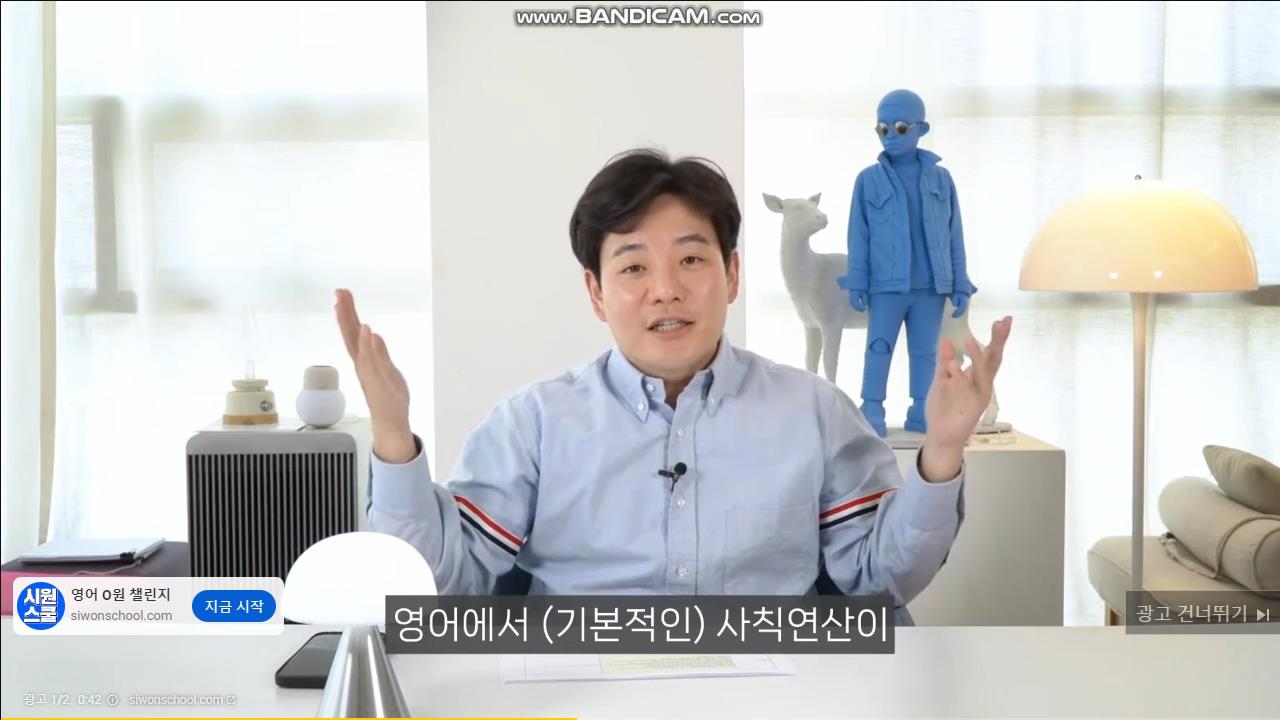 www.BANDICAM.com
시원
스쿨
영어 0원 챌린지
siwonschool.com
지금 시작
영어에서 (기본적인) 사칙연산이
광고 건너뛰기
광고 1/2 · 0:42
siwonschool.com